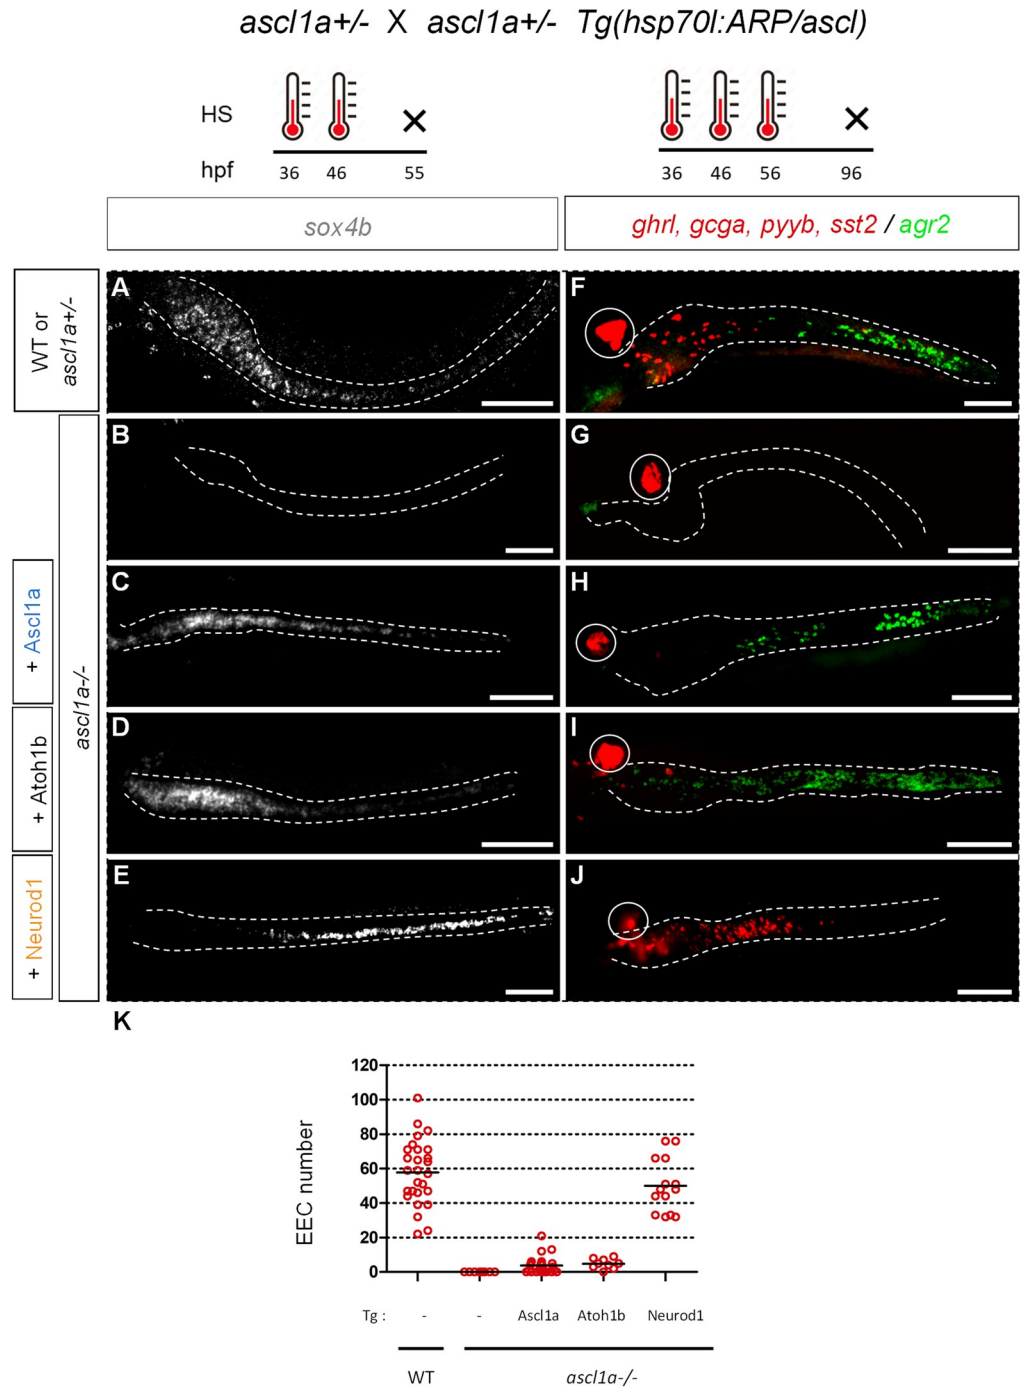 ascl1a+/- X ascl1a+/- Tg(hsp70l:ARP/ascl)
HS
hpf 36 46 55
36 46 56 96
sox4b
ghrl, gcga, pyyb, sst2 / agr2
WT or
ascl1a+/-
ascl1a-/-
+ Ascl1a
+ Atoh1b
+ Neurod1
A
F
B
G
C
H
D
I
E
J
K
EEC number
120
100
80
60
40
20
0
Tg : - - Ascl1a Atoh1b Neurod1
WT ascl1a-/-